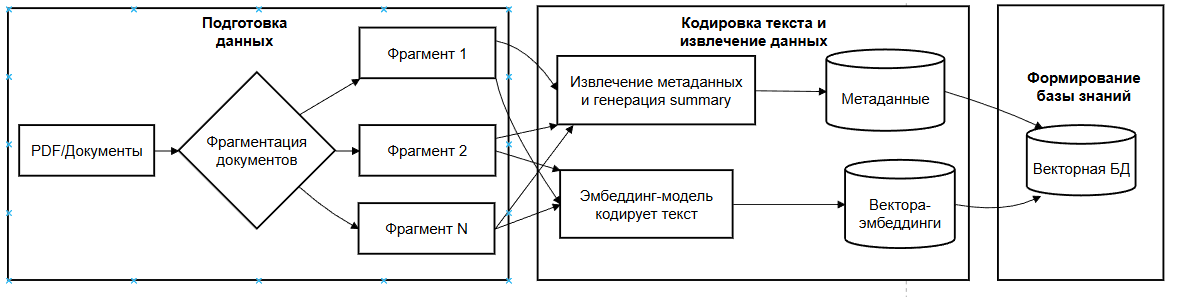 Подготовка
данных
PDF/Документы
Фрагментация
документов
Фрагмент 1
Фрагмент 2
Фрагмент N
Кодировка текста и
извлечение данных
Извлечение метаданных
и генерация summary
Эмбеддинг-модель
кодирует текст
Метаданные
Вектора-
эмбеддинги
Формирование
базы знаний
Векторная БД